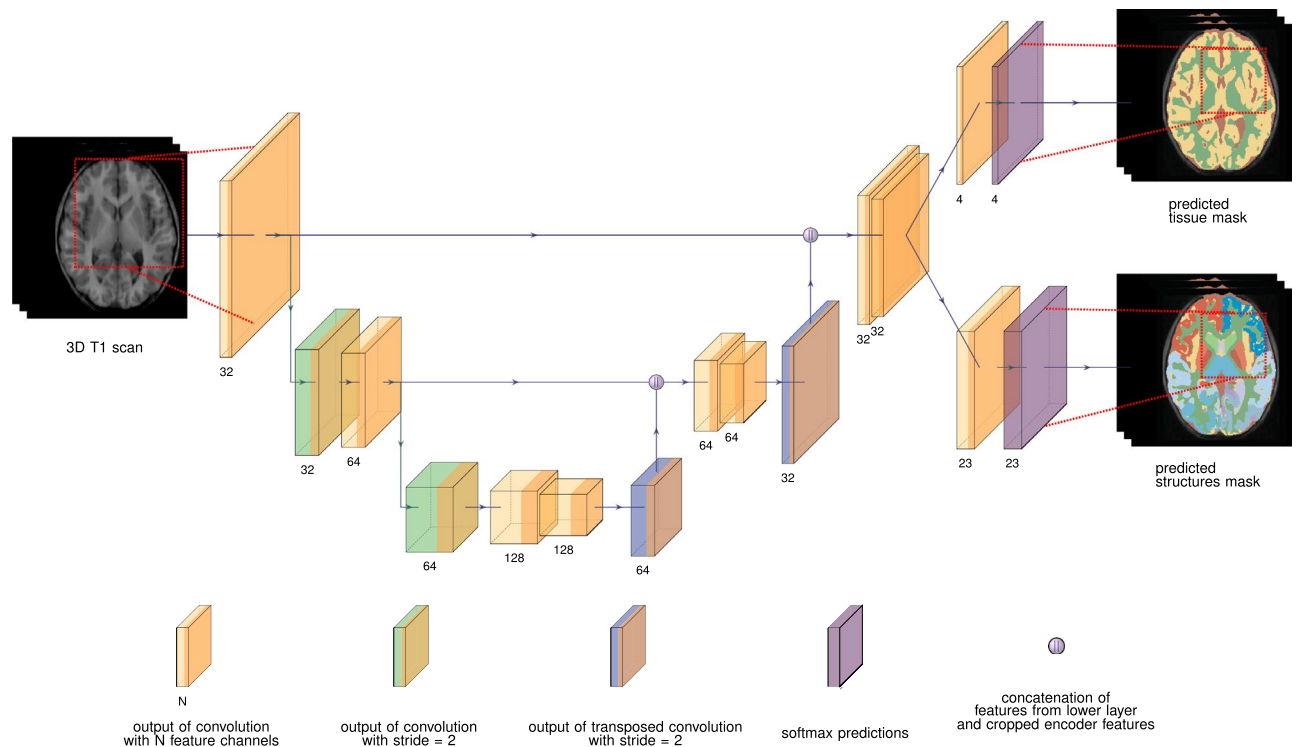 3D T1 scan
32
32
64
64
128
128
64
64
64
32
32
32
4
4
predicted
tissue mask
23
23
predicted
structures mask
N
output of convolution
with N feature channels
output of convolution
with stride = 2
output of transposed convolution
with stride = 2
softmax predictions
concatenation of
features from lower layer
and cropped encoder features